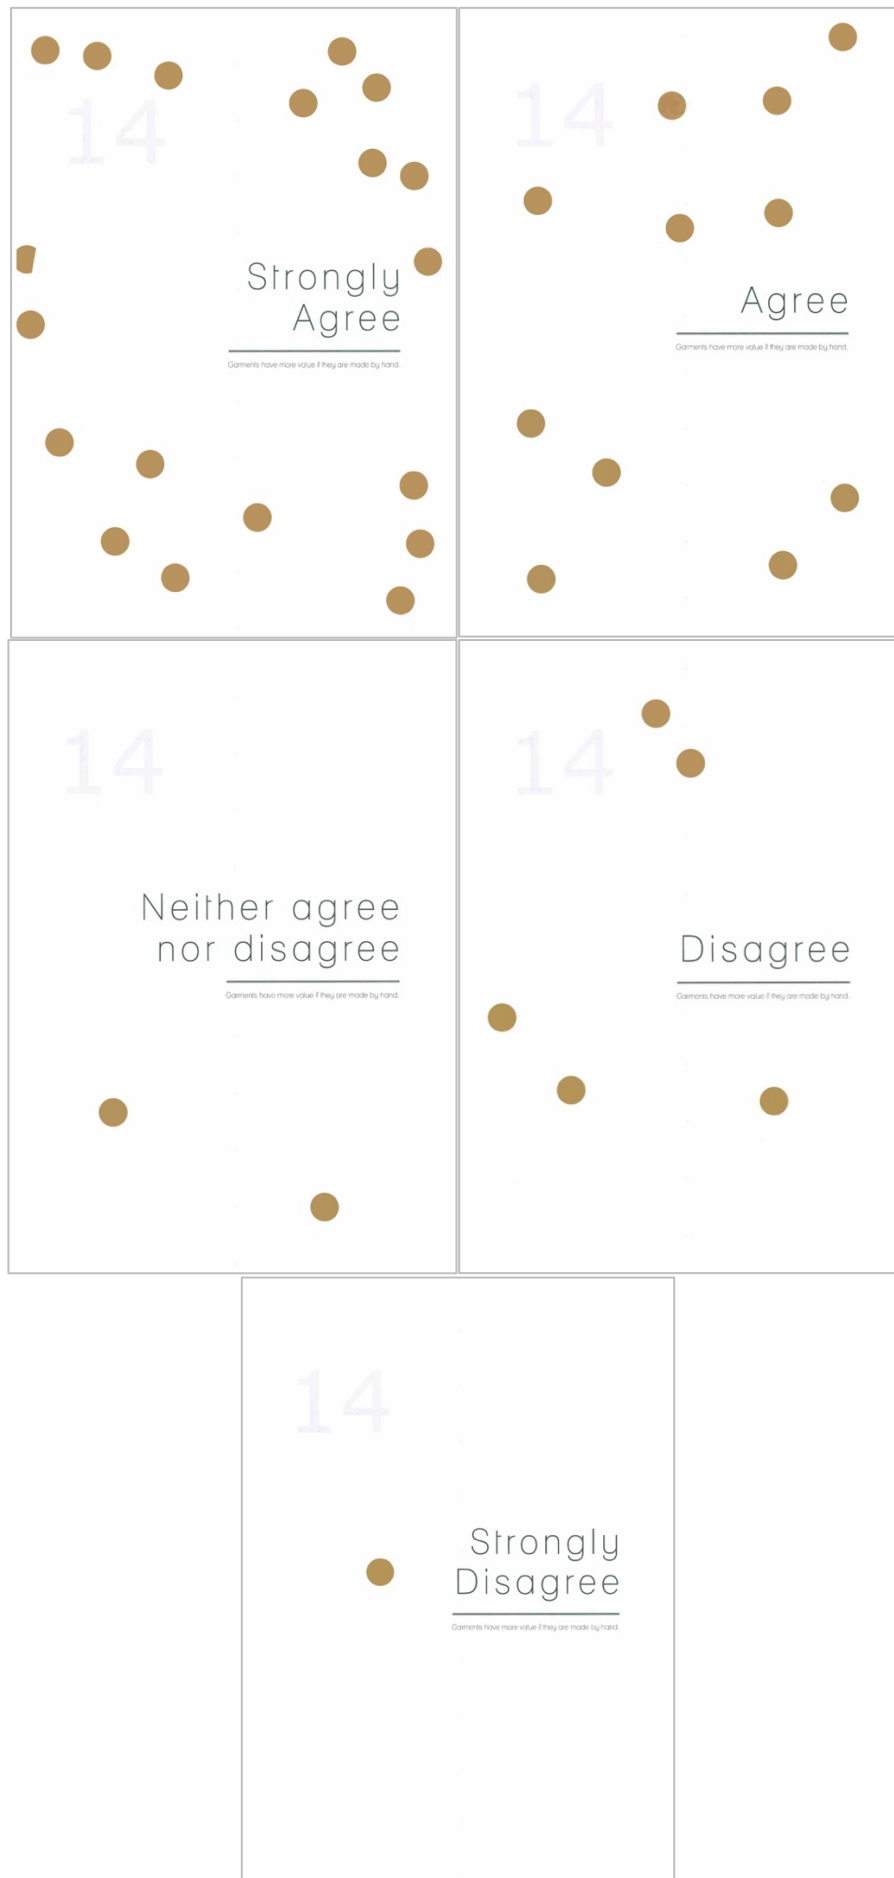 14
Strongly
Agree
Garments have more value if they are made by hand.
14
Agree
Garments have more value if they are made by hand.
14
Neither agree
nor disagree
Garments have more value if they are made by hand.
14
Disagree
Garments have more value if they are made by hand.
14
Strongly
Disagree
Garments have more value if they are made by hand.